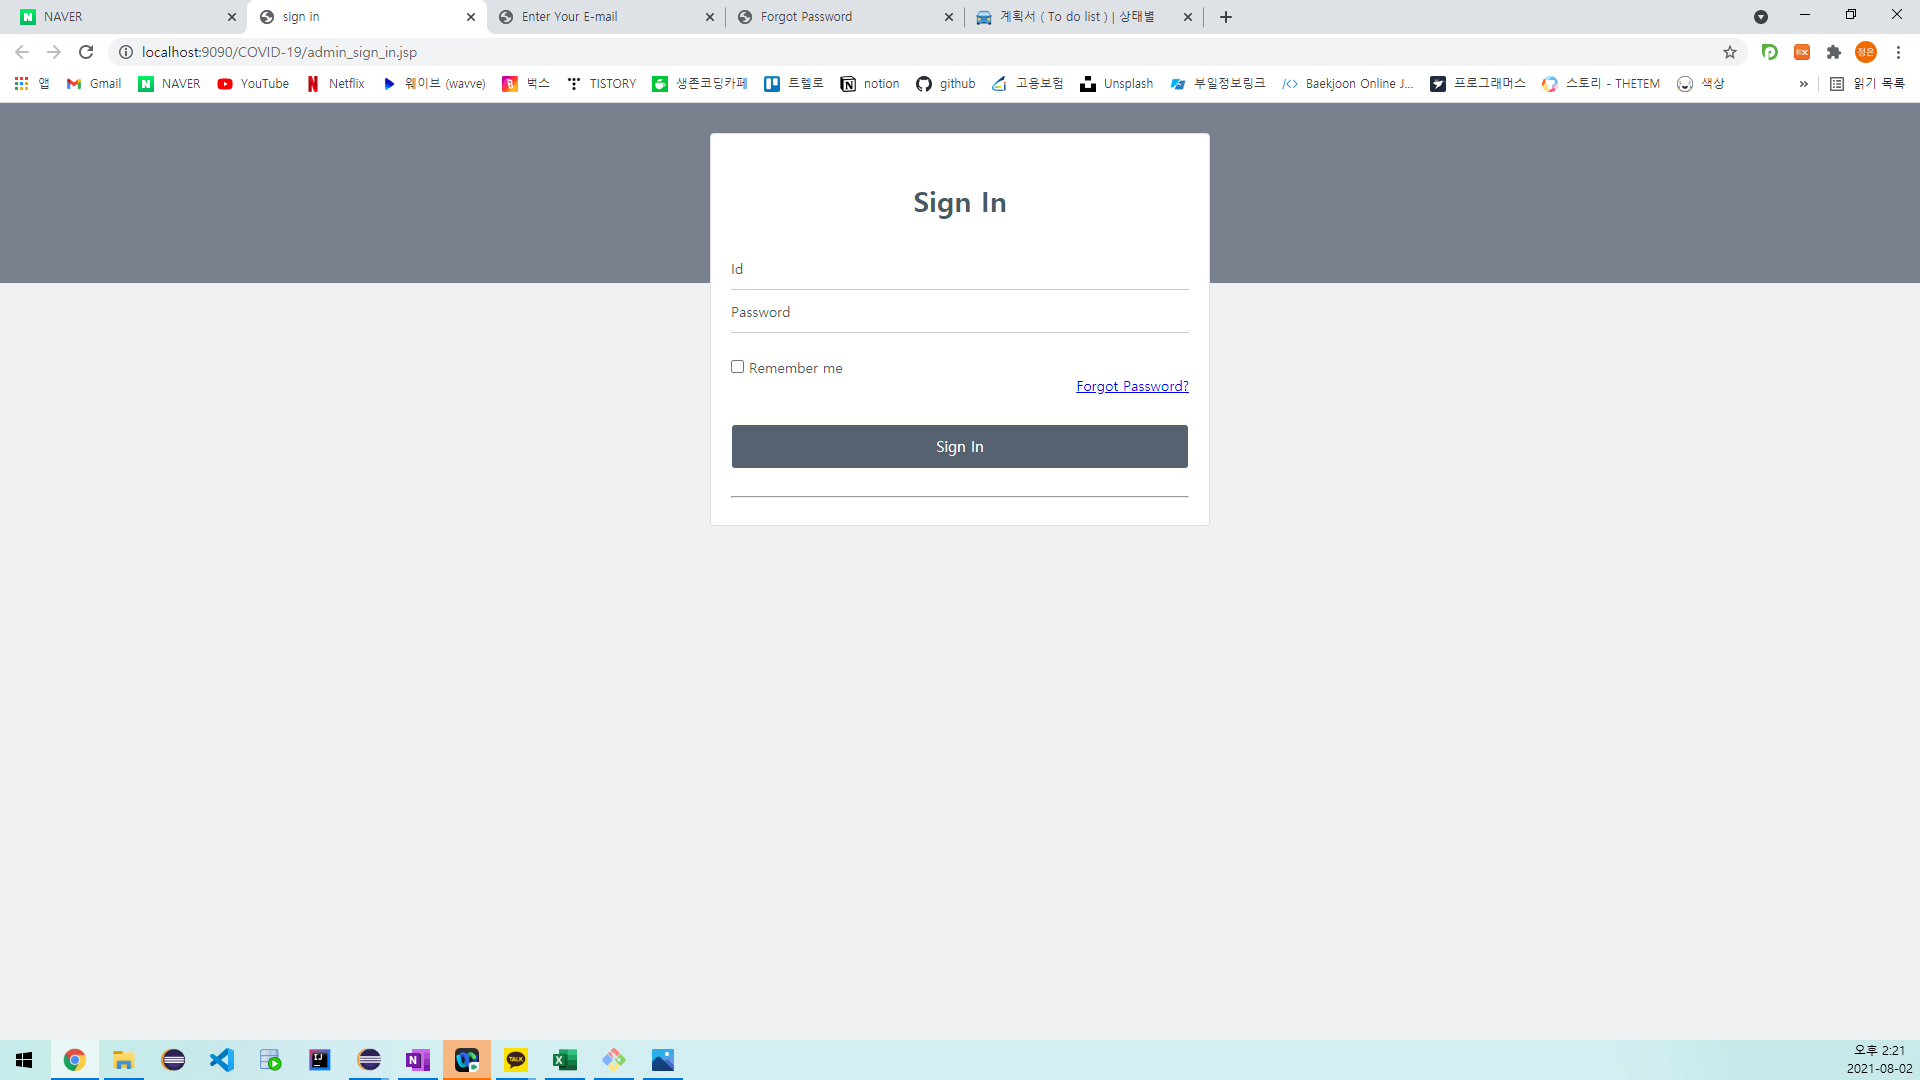 NAVER
sign in
Enter Your E-mail
Forgot Password
계획서 ( To do list ) | 상태별
localhost:9090/COVID-19/admin_sign_in.jsp
EX
정은
앱
Gmail
NAVER
YouTube
Netflix
웨이브 (wavve)
벅스
TISTORY
생존코딩카페
트렐로
notion
github
고용보험
Unsplash
부일정보링크
Baekjoon Online J...
프로그래머스
스토리 - THETEM
색상
»
읽기 목록
Sign In
Id
Password
Remember me
Forgot Password?
Sign In
오후 2:21
2021-08-02